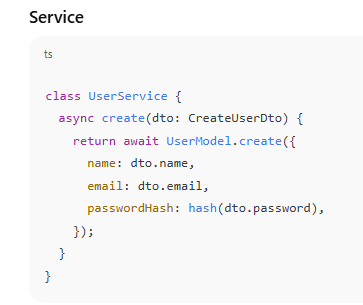 Service
ts
class UserService {
  async create(dto: CreateUserDto) {
    return await UserModel.create({
      name: dto.name,
      email: dto.email,
      passwordHash: hash(dto.password),
    });
  }
}